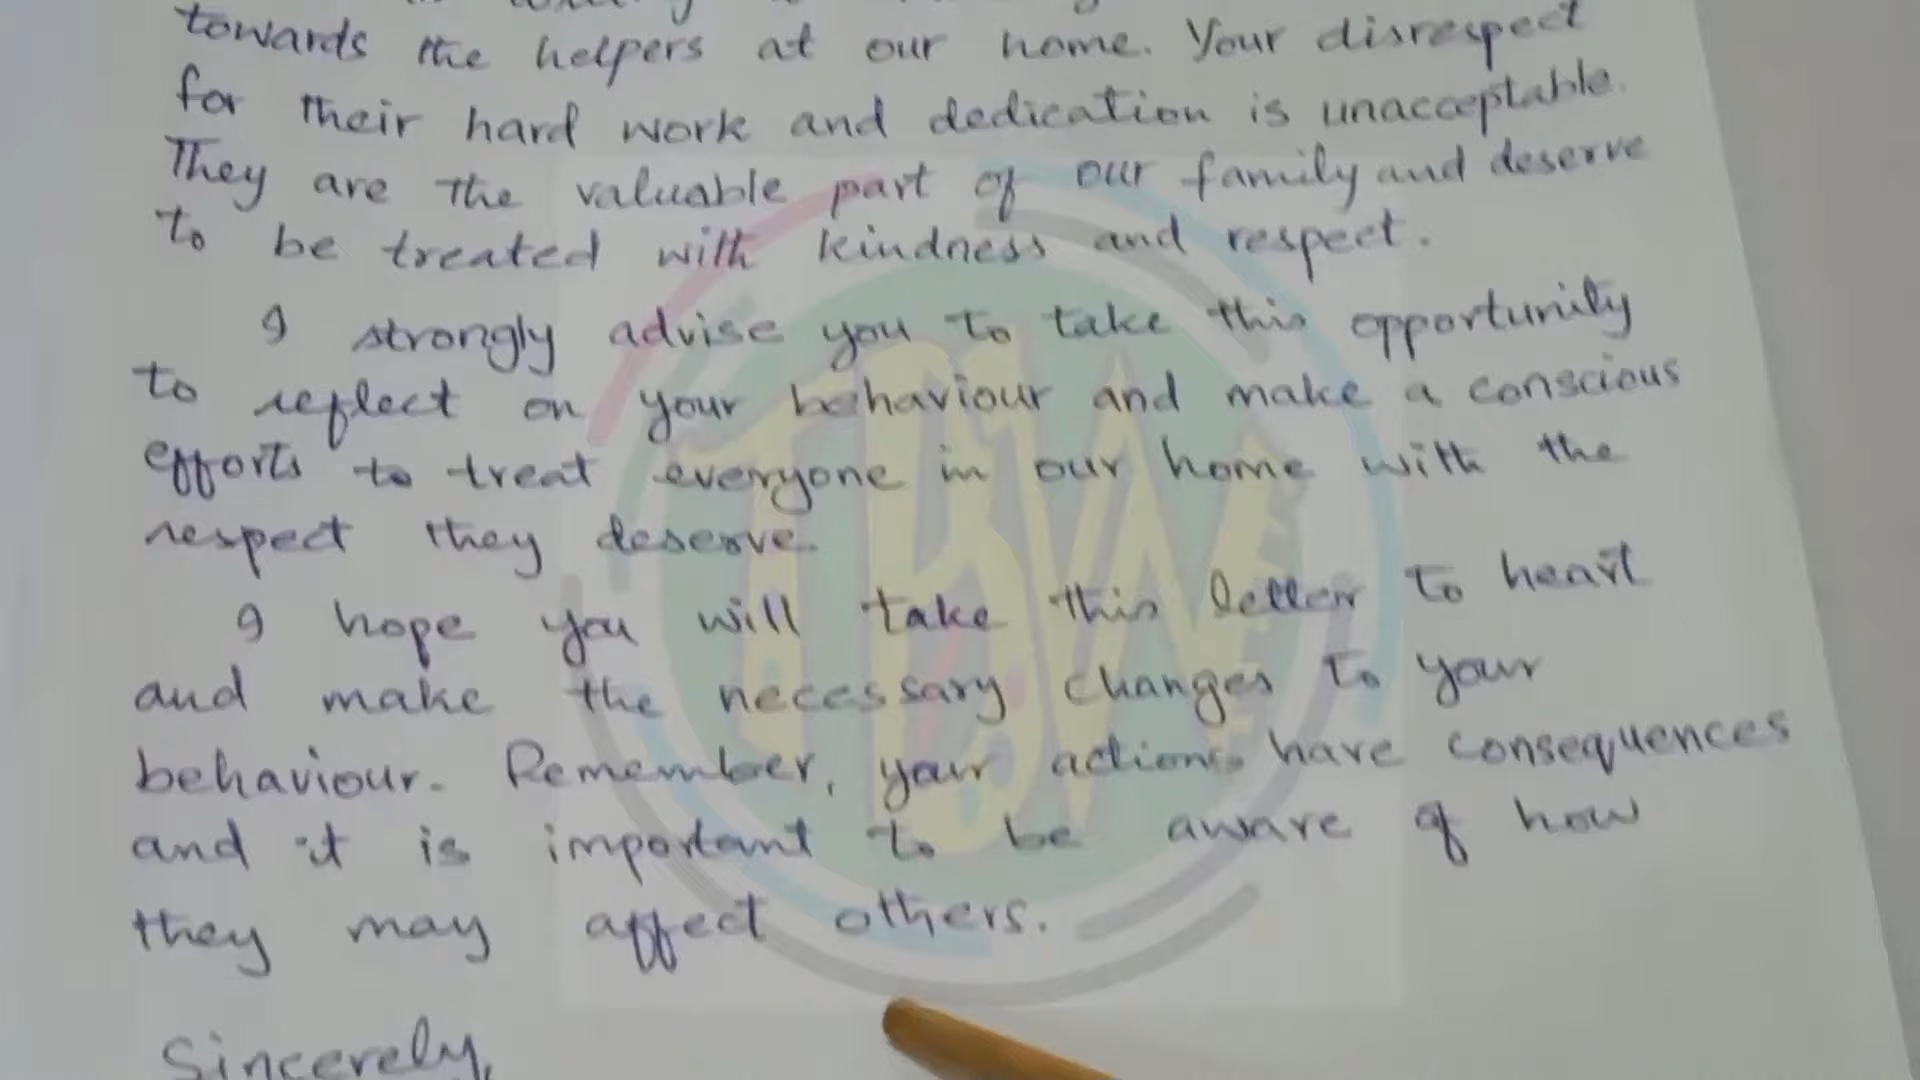 towards the helpers at our home. Your disrespect
for their hard work and dedication is unacceptable.
They are the valuable part of our family and deserve
to be treated with kindness and respect.
I strongly advise you to take this opportunity
to reflect on your behaviour and make a conscious
efforts to treat everyone in our home with the
respect they deserve.
I hope you will take this letter to heart
and make the necessary changes to your
behaviour. Remember, your actions have consequences
and it is important to be aware of how
they may affect others.
Sincerely,
TBW